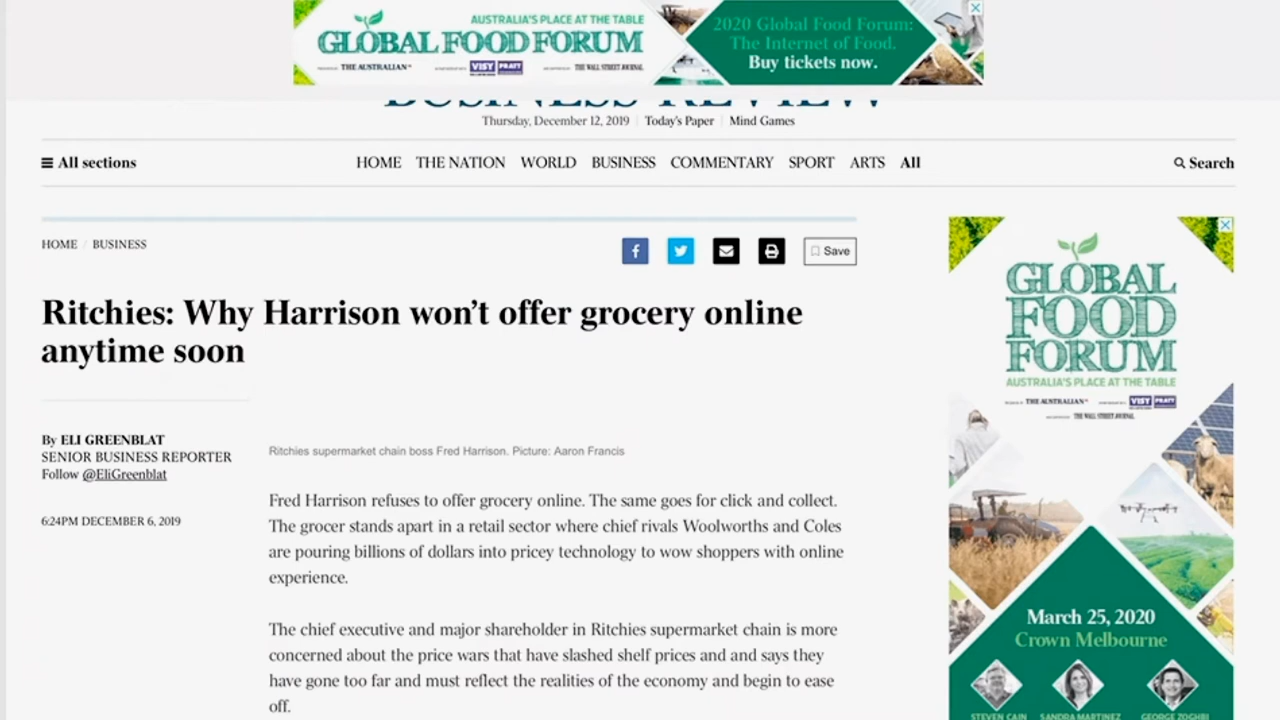 AUSTRALIA'S PLACE AT THE TABLE
GLOBAL FOOD FORUM
THE AUSTRALIAN
VISY
PRATT
THE WALL STREET JOURNAL
2020 Global Food Forum:
The Internet of Food.
Buy tickets now.
BUSINESS REVIEW
Thursday, December 12, 2019 | Today's Paper | Mind Games
All sections
HOME THE NATION WORLD BUSINESS COMMENTARY SPORT ARTS All
Search
HOME / BUSINESS
Save
Ritchies: Why Harrison won't offer grocery online
anytime soon
By ELI GREENBLAT
SENIOR BUSINESS REPORTER
Follow @EliGreenblat
6:24PM DECEMBER 6, 2019
Ritchies supermarket chain boss Fred Harrison. Picture: Aaron Francis
Fred Harrison refuses to offer grocery online. The same goes for click and collect.
The grocer stands apart in a retail sector where chief rivals Woolworths and Coles
are pouring billions of dollars into pricey technology to wow shoppers with online
experience.
The chief executive and major shareholder in Ritchies supermarket chain is more
concerned about the price wars that have slashed shelf prices and and says they
have gone too far and must reflect the realities of the economy and begin to ease
off.
GLOBAL
FOOD
FORUM
AUSTRALIA'S PLACE AT THE TABLE
THE AUSTRALIAN
VISY
PRATT
THE WALL STREET JOURNAL
March 25, 2020
Crown Melbourne
STEVEN CAIN
SANDRA MARTINEZ
GEORGE ZOGHBI